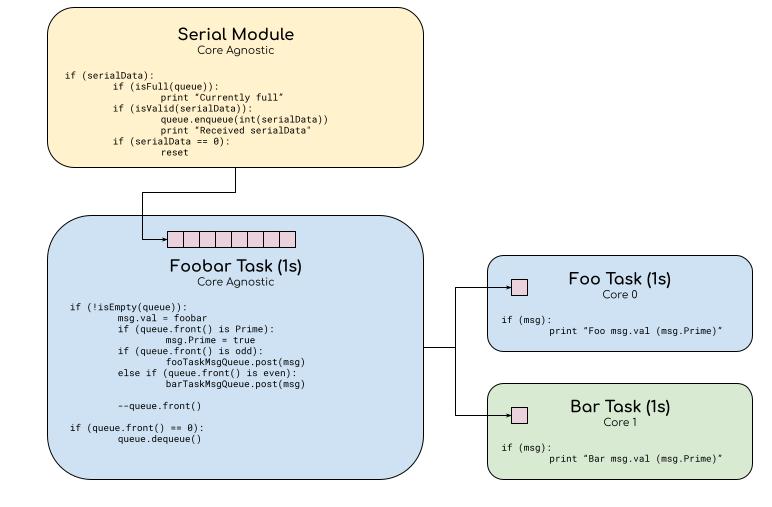 Serial Module
Core Agnostic
if (serialData):
if (isFull(queue)):
print “Currently full”
if (isValid(serialData)):
queue.enqueue(int(serialData))
print “Received serialData"
if (serialData == 0):
reset
Foobar Task (1s)
Core Agnostic
if (!isEmpty(queue)):
msg.val = foobar
if (queue.front() is Prime):
msg.Prime = true
if (queue.front() is odd):
fooTaskMsgQueue.post(msg)
else if (queue.front() is even):
barTaskMsgQueue.post(msg)
--queue.front()
if (queue.front() == 0):
queue.dequeue()
Foo Task (1s)
Core 0
if (msg):
print “Foo msg.val (msg.Prime)”
Bar Task (1s)
Core 1
if (msg):
print “Bar msg.val (msg.Prime)”